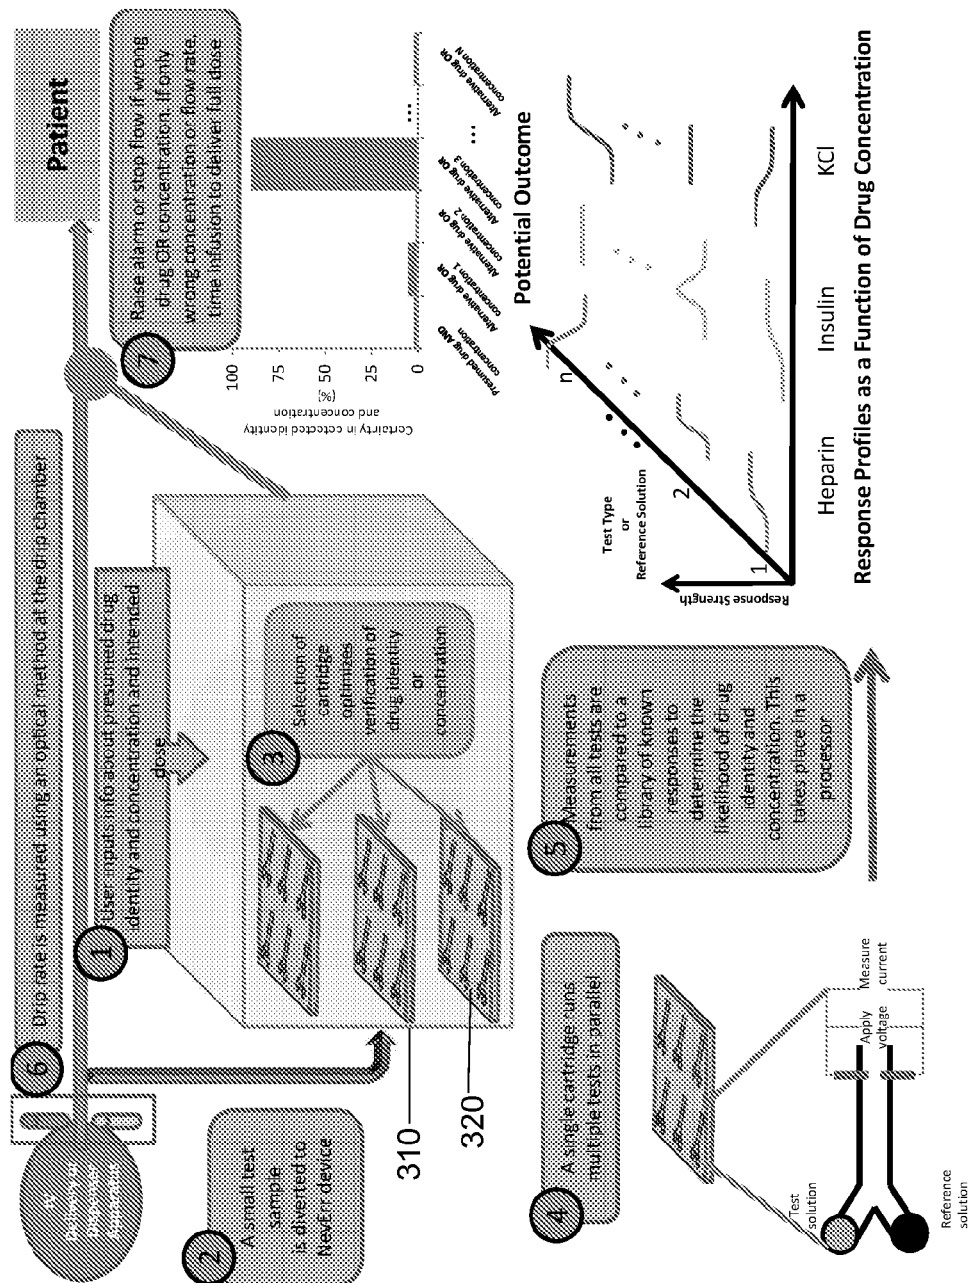 6
Drip rate is measured using an optical method at the drip chamber
Patient
1
User inputs info about presumed drug
identity and concentration and intended
dose
2
A small test
sample
is diverted to
NevErr device
310
320
3
Selection of
cartridge
optimizes
verification of
drug identity
or
concentration
7
Raise alarms or stop flow if wrong
drug OR concentration. If only
wrong concentration or flow rate,
time infusion to deliver full dose
Certainty in detected identity
and concentration
(%)
100
75
50
25
0
Presumed drug AND
concentration
Alternative drug OR
concentration 1
Alternative drug OR
concentration 2
Alternative drug OR
concentration 3
...
...
Alternative drug OR
concentration N
4
A single cartridge runs
multiple tests in parallel
Test
solution
Reference
solution
Apply
voltage
Measure
current
5
Measurements
from all tests are
compared to a
library of known
responses to
determine the
likelihood of drug
identity and
concentration. This
takes place in a
processor
Potential Outcome
Test Type
or
Reference Solution
Response Strength
1
2
n
Heparin
Insulin
KCl
Response Profiles as a Function of Drug Concentration